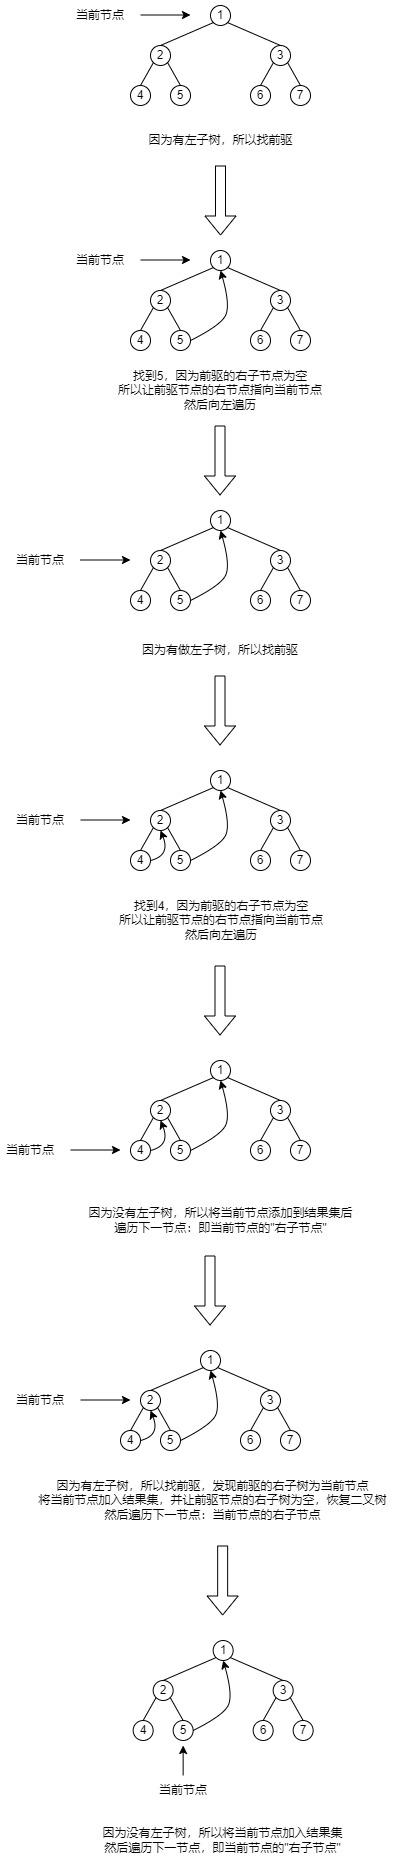 当前节点 1
2 3
4 5 6 7
因为有左子树，所以找前驱
当前节点 1
2 3
4 5 6 7
找到5，因为前驱的右子节点为空
所以让前驱节点的右节点指向当前节点
然后向左遍历
1
当前节点 2 3
4 5 6 7
因为有做左子树，所以找前驱
1
当前节点 2 3
4 5 6 7
找到4，因为前驱的右子节点为空
所以让前驱节点的右节点指向当前节点
然后向左遍历
1
2 3
当前节点 4 5 6 7
因为没有左子树，所以将当前节点添加到结果集后
遍历下一节点：即当前节点的"右子节点"
1
当前节点 2 3
4 5 6 7
因为有左子树，所以找前驱，发现前驱的右子树为当前节点
将当前节点加入结果集，并让前驱节点的右子树为空，恢复二叉树
然后遍历下一节点：当前节点的右子节点
1
2 3
4 5 6 7
当前节点
因为没有左子树，所以将当前节点加入结果集
然后遍历下一节点，即当前节点的"右子节点"